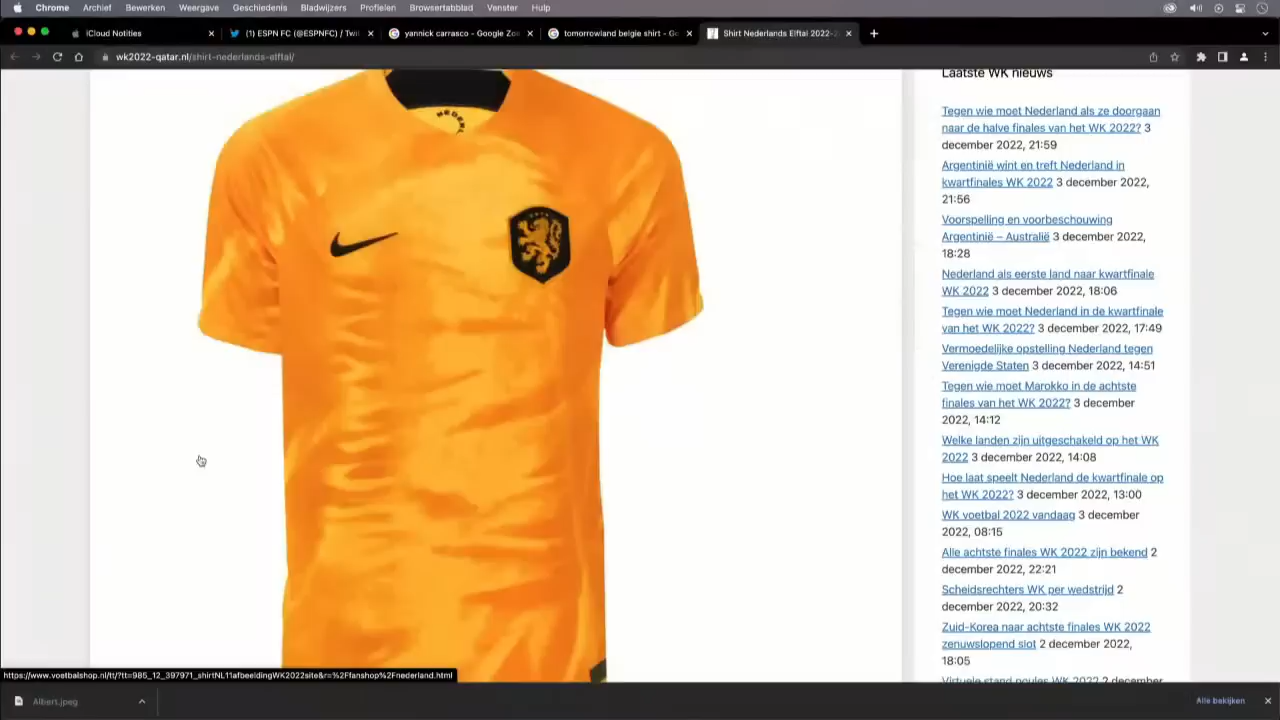 Chrome Archief Bewerken Weergave Geschiedenis Bladwijzers Profielen Browsertabblad Venster Help
iCloud Notities
(1) ESPN FC (@ESPNFC) / Twi
yannick carrasco - Google Zoe
tomorrowland belgie shirt - Go
Shirt Nederlands Elftal 2022-
wk2022-qatar.nl/shirt-nederlands-elftal/
Laatste WK nieuws
Tegen wie moet Nederland als ze doorgaan
naar de halve finales van het WK 2022? 3
december 2022, 21:59
Argentinië wint en treft Nederland in
kwartfinales WK 2022 3 december 2022,
21:56
Voorspelling en voorbeschouwing
Argentinië – Australië 3 december 2022,
18:28
Nederland als eerste land naar kwartfinale
WK 2022 3 december 2022, 18:06
Tegen wie moet Nederland in de kwartfinale
van het WK 2022? 3 december 2022, 17:49
Vermoedelijke opstelling Nederland tegen
Verenigde Staten 3 december 2022, 14:51
Tegen wie moet Marokko in de achtste
finales van het WK 2022? 3 december
2022, 14:12
Welke landen zijn uitgeschakeld op het WK
2022 3 december 2022, 14:08
Hoe laat speelt Nederland de kwartfinale op
het WK 2022? 3 december 2022, 13:00
WK voetbal 2022 vandaag 3 december
2022, 08:15
Alle achtste finales WK 2022 zijn bekend 2
december 2022, 22:21
Scheidsrechters WK per wedstrijd 2
december 2022, 20:32
Zuid-Korea naar achtste finales WK 2022
zenuwslopend slot 2 december 2022,
18:05
Virtuele stand poules WK 2022 2 december
https://www.voetbalshop.nl/tt/?tt=985_12_397971_shirtNL11afbeeldingWK2022site&r=%2Ffanshop%2Fnederland.html
Alliert.jpeg
Alle bekijken